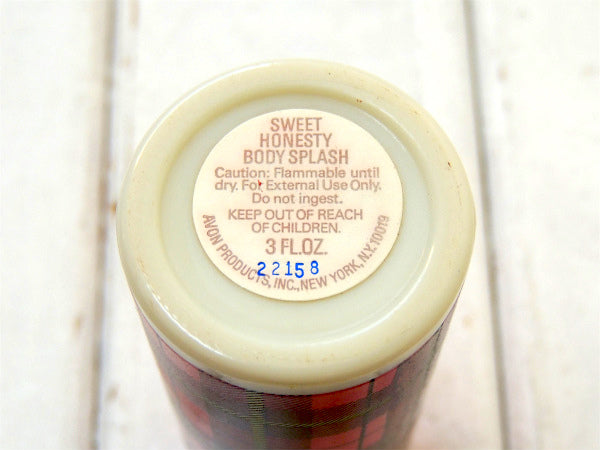 SWEET
HONESTY
BODY SPLASH
Caution: Flammable until
dry. For External Use Only.
Do not ingest.
KEEP OUT OF REACH
OF CHILDREN.
3 FL.OZ.
AVON PRODUCTS, INC., NEW YORK, N.Y. 10019
22158